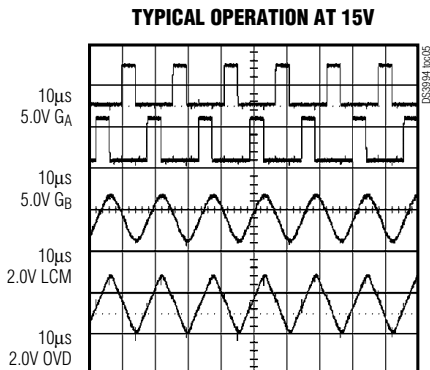 TYPICAL OPERATION AT 15V
DS3994 toc05
10µs
5.0V GA
10µs
5.0V GB
10µs
2.0V LCM
10µs
2.0V OVD